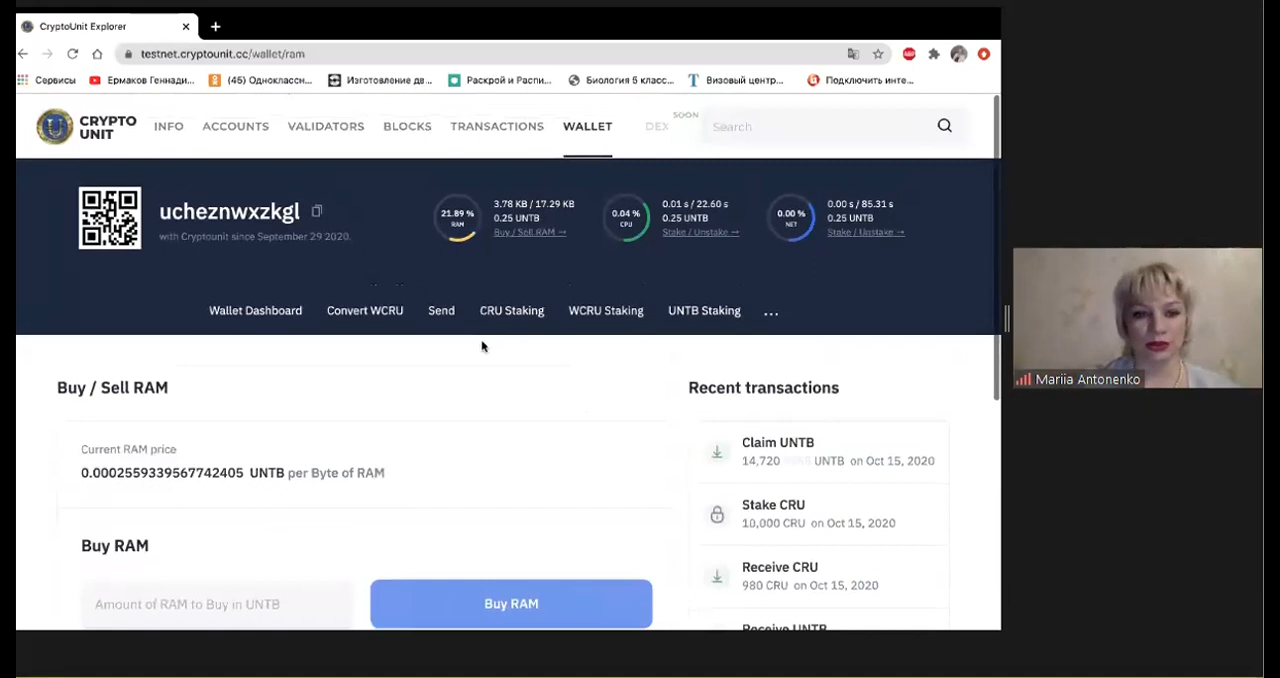 CryptoUnit Explorer
testnet.cryptounit.cc/wallet/ram
Сервисы Ермаков Геннади... (45) Одноклассн... Изготовление дв... Раскрой и Распи... Биология 5 класс... Визовый центр... Подключить инте...
CRYPTO UNIT
INFO ACCOUNTS VALIDATORS BLOCKS TRANSACTIONS WALLET DEX SOON Search
ucheznwxzkgl
with Cryptounit since September 29 2020.
21.89 % RAM
3.78 KB / 17.29 KB
0.25 UNTB
Buy / Sell RAM →
0.04 % CPU
0.01 s / 22.60 s
0.25 UNTB
Stake / Unstake →
0.00 % NET
0.00 s / 85.31 s
0.25 UNTB
Stake / Unstake →
Wallet Dashboard Convert WCRU Send CRU Staking WCRU Staking UNTB Staking ...
Buy / Sell RAM
Current RAM price
0.0002559339567742405 UNTB per Byte of RAM
Buy RAM
Amount of RAM to Buy in UNTB
Buy RAM
Recent transactions
Claim UNTB
14,720 UNTB on Oct 15, 2020
Stake CRU
10,000 CRU on Oct 15, 2020
Receive CRU
980 CRU on Oct 15, 2020
Receive UNTB
Mariia Antonenko